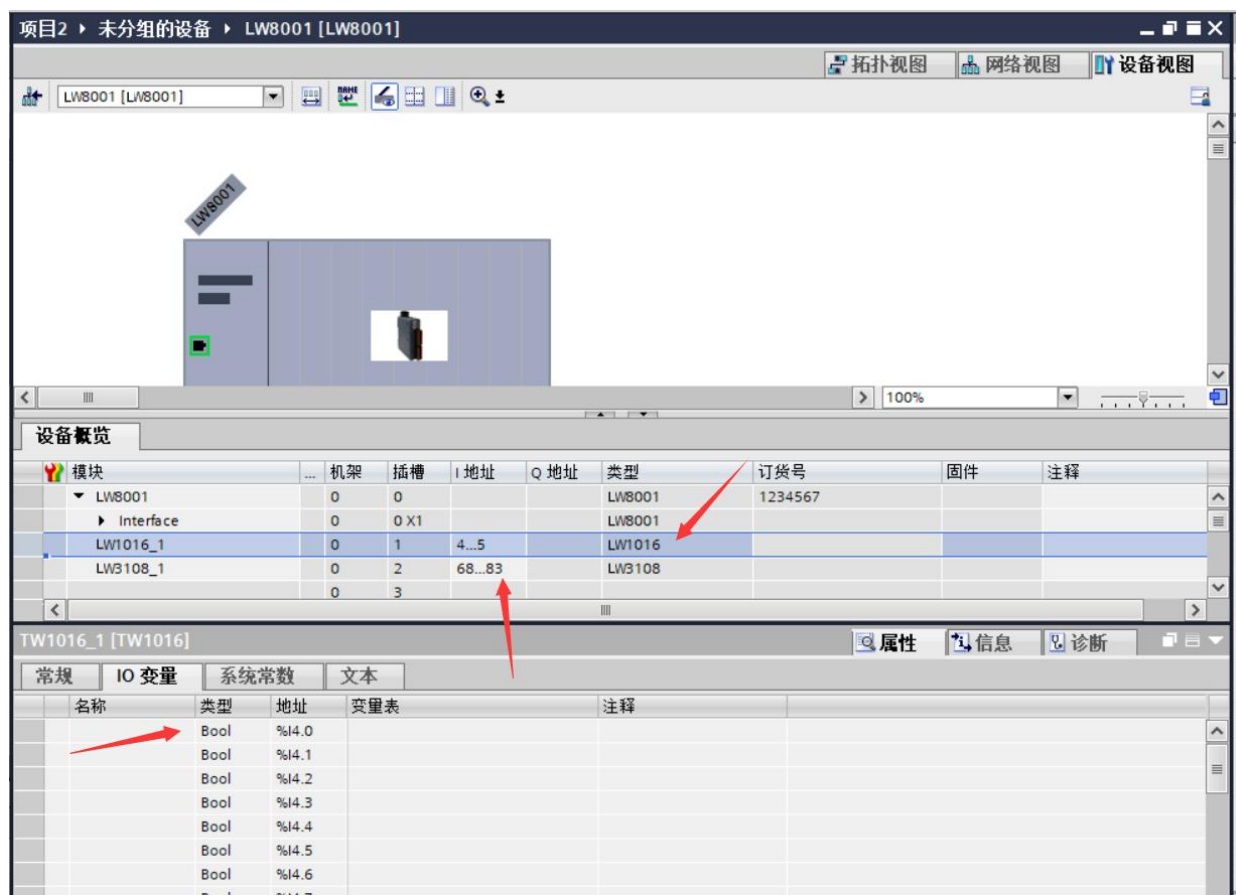 项目2 ▸ 未分组的设备 ▸ LW8001 [LW8001]
拓扑视图 网络视图 设备视图
LW8001 [LW8001]
LW8001
100%
设备概览
模块 ... 机架 插槽 I 地址 Q 地址 类型 订货号 固件 注释
LW8001 0 0 LW8001 1234567
Interface 0 0 X1 LW8001
LW1016_1 0 1 4...5 LW1016
LW3108_1 0 2 68...83 LW3108
0 3
TW1016_1 [TW1016] 属性 信息 诊断
常规 IO 变量 系统常数 文本
名称 类型 地址 变量表 注释
Bool %I4.0
Bool %I4.1
Bool %I4.2
Bool %I4.3
Bool %I4.4
Bool %I4.5
Bool %I4.6